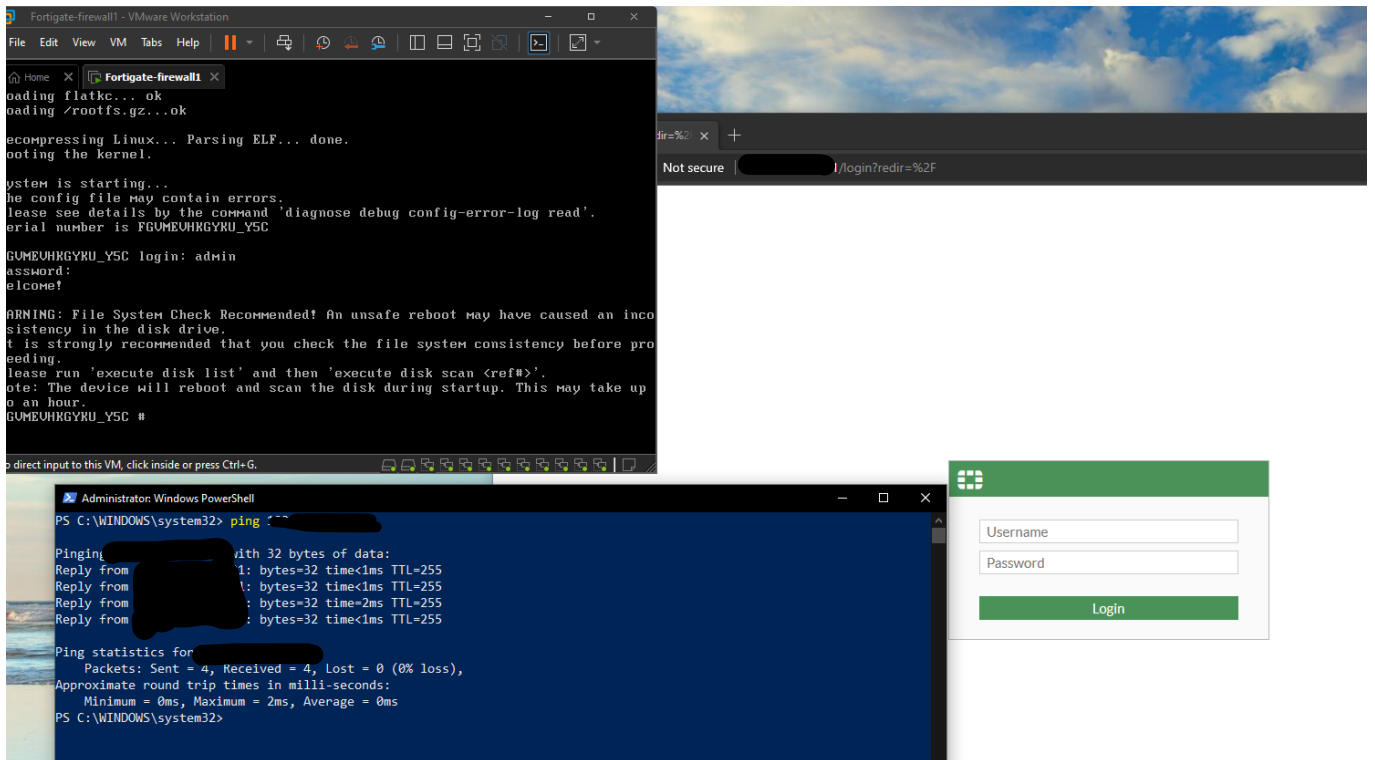 Fortigate-firewall1 - VMware Workstation
File Edit View VM Tabs Help
Home Fortigate-firewall1
oading flatkc... ok
oading /rootfs.gz...ok
ecompressing Linux... Parsing ELF... done.
ooting the kernel.
ystem is starting...
he config file may contain errors.
lease see details by the command 'diagnose debug config-error-log read'.
erial number is FGVMEVHKGYKU_Y5C
GVMEVHKGYKU_Y5C login: admin
assword:
elcome!
ARNING: File System Check Recommended! An unsafe reboot may have caused an inco
sistency in the disk drive.
t is strongly recommended that you check the file system consistency before pro
eeding.
lease run 'execute disk list' and then 'execute disk scan <ref#>'.
ote: The device will reboot and scan the disk during startup. This may take up
o an hour.
GVMEVHKGYKU_Y5C #
o direct input to this VM, click inside or press Ctrl+G.
dir=%2
Not secure /login?redir=%2F
Username
Password
Login
Administrator: Windows PowerShell
PS C:\WINDOWS\system32> ping
Pinging with 32 bytes of data:
Reply from 1: bytes=32 time<1ms TTL=255
Reply from : bytes=32 time<1ms TTL=255
Reply from : bytes=32 time=2ms TTL=255
Reply from : bytes=32 time<1ms TTL=255
Ping statistics for
Packets: Sent = 4, Received = 4, Lost = 0 (0% loss),
Approximate round trip times in milli-seconds:
Minimum = 0ms, Maximum = 2ms, Average = 0ms
PS C:\WINDOWS\system32>